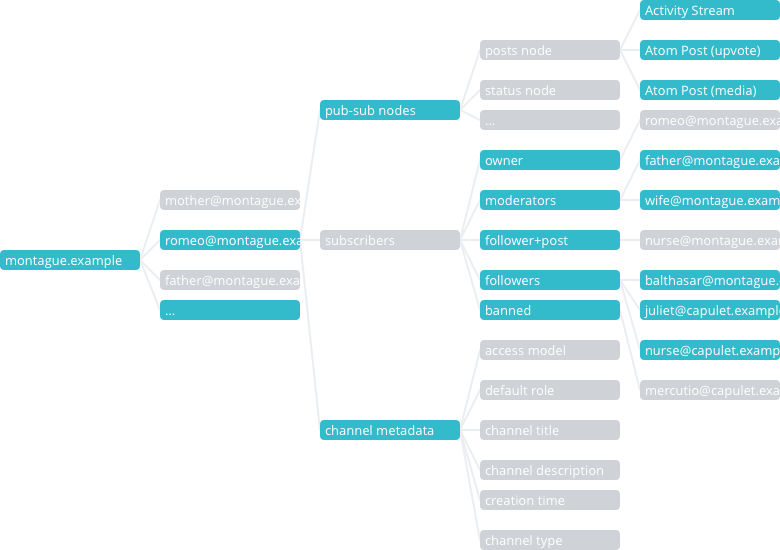 Activity Stream
posts node
Atom Post (upvote)
status node
Atom Post (media)
pub-sub nodes
...
romeo@montague.exa
owner
father@montague.exa
mother@montague.ex
moderators
wife@montague.exam
romeo@montague.exa
subscribers
follower+post
nurse@montague.exa
montague.example
father@montague.exa
followers
balthasar@montague.
...
banned
juliet@capulet.example
access model
nurse@capulet.examp
default role
mercutio@capulet.exa
channel metadata
channel title
channel description
creation time
channel type